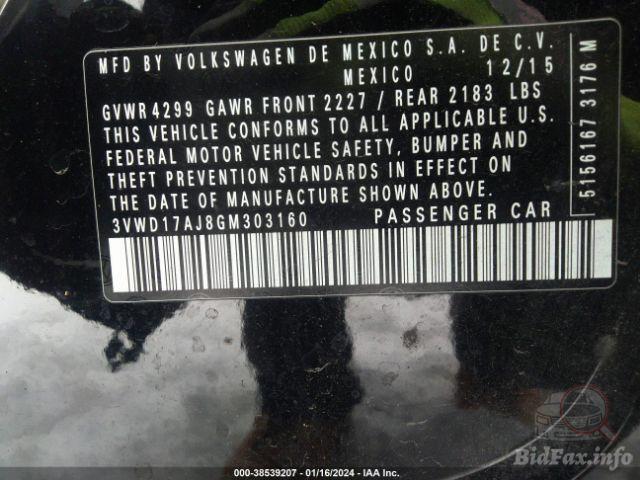 MFD BY VOLKSWAGEN DE MEXICO S.A. DE C.V.
MEXICO 12/15
GVWR 4299 GAWR FRONT 2227 / REAR 2183 LBS
THIS VEHICLE CONFORMS TO ALL APPLICABLE U.S.
FEDERAL MOTOR VEHICLE SAFETY, BUMPER AND
THEFT PREVENTION STANDARDS IN EFFECT ON
THE DATE OF MANUFACTURE SHOWN ABOVE.
3VWD17AJ8GM303160 PASSENGER CAR
5156167 3176 M
000-38539207 - 01/16/2024 - IAA Inc.
BidFax.info